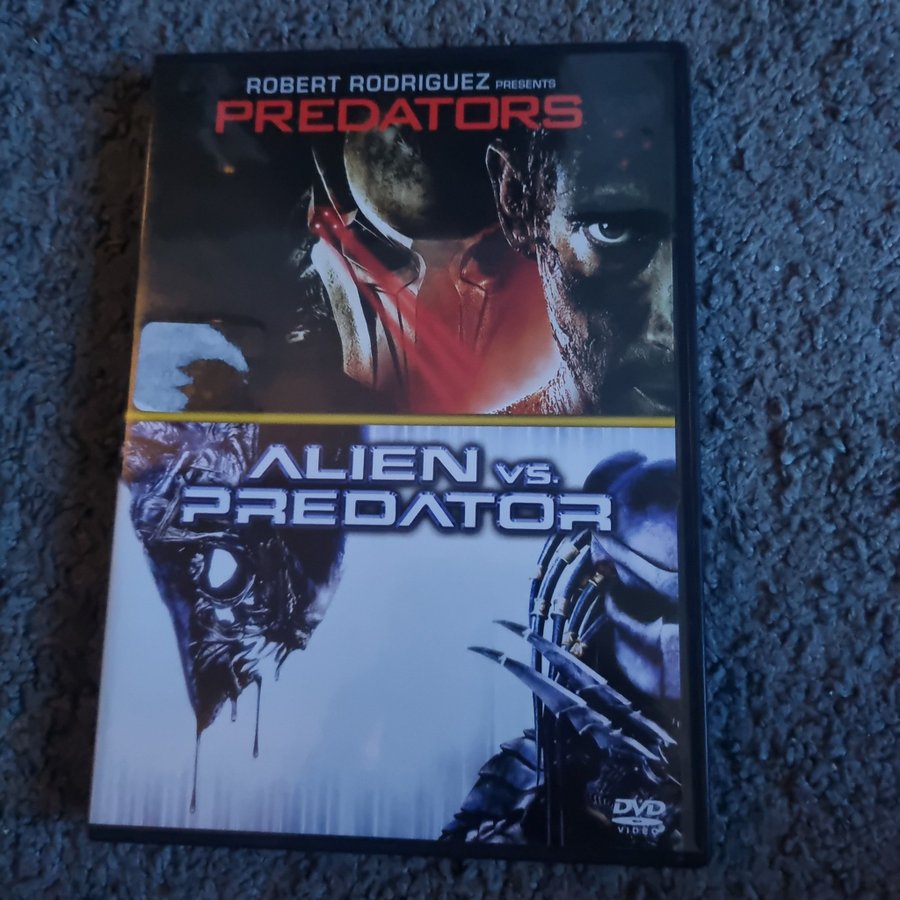 ROBERT RODRIGUEZ PRESENTS
PREDATORS
ALIEN VS.
PREDATOR
DVD
VIDEO